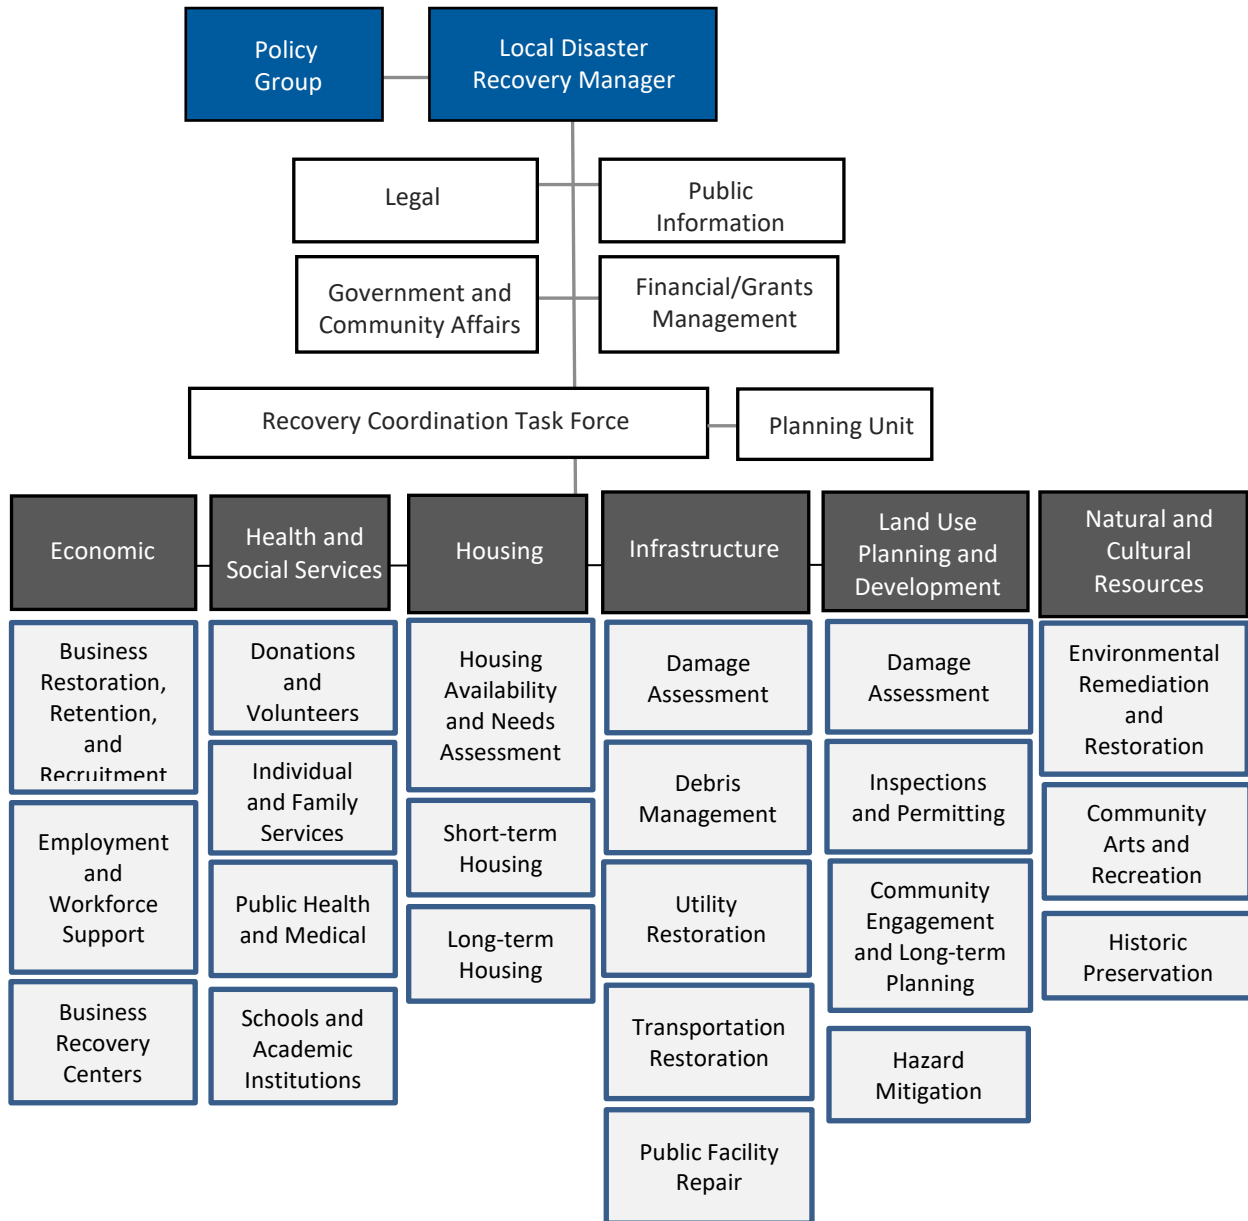 Policy
Group
Local Disaster
Recovery Manager
Legal
Public
Information
Government and
Community Affairs
Financial/Grants
Management
Recovery Coordination Task Force
Planning Unit
Economic
Health and
Social Services
Housing
Infrastructure
Land Use
Planning and
Development
Natural and
Cultural
Resources
Business
Restoration,
Retention,
and
Recruitment
Employment
and
Workforce
Support
Business
Recovery
Centers
Donations
and
Volunteers
Individual
and Family
Services
Public Health
and Medical
Schools and
Academic
Institutions
Housing
Availability
and Needs
Assessment
Short-term
Housing
Long-term
Housing
Damage
Assessment
Debris
Management
Utility
Restoration
Transportation
Restoration
Public Facility
Repair
Damage
Assessment
Inspections
and Permitting
Community
Engagement
and Long-term
Planning
Hazard
Mitigation
Environmental
Remediation
and
Restoration
Community
Arts and
Recreation
Historic
Preservation